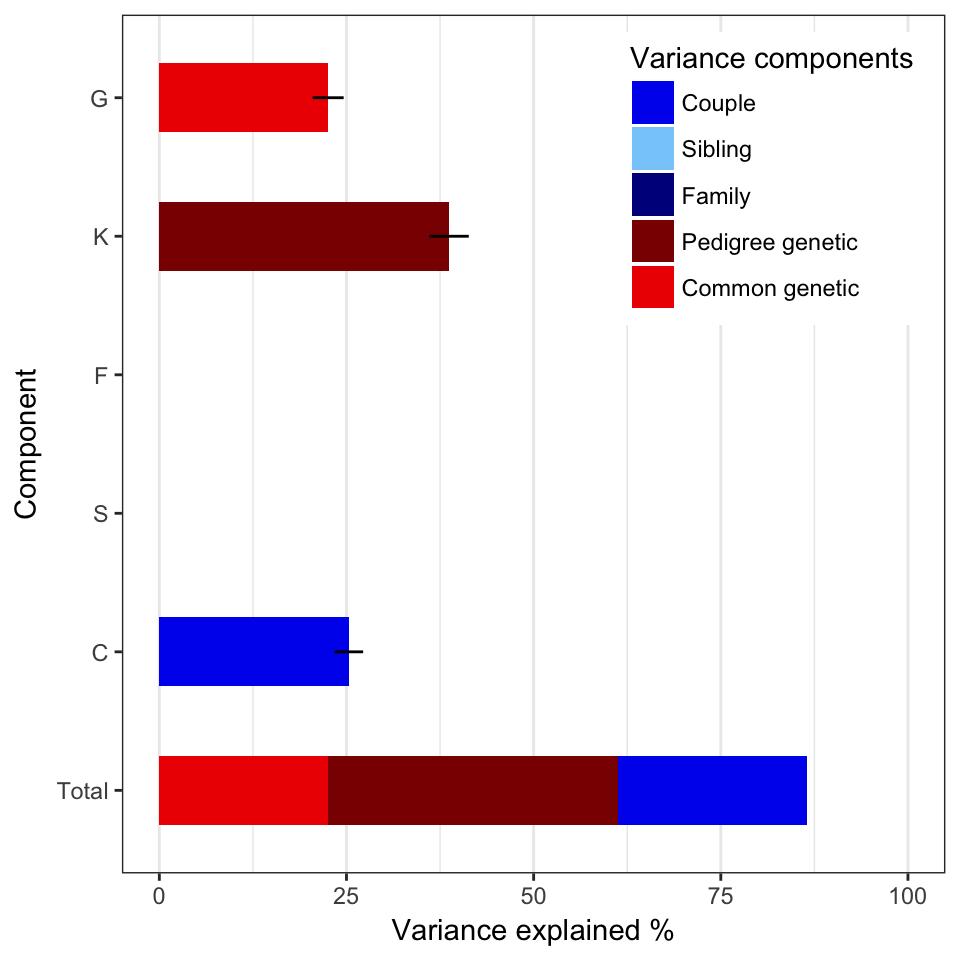 Variance components
Couple
Sibling
Family
Pedigree genetic
Common genetic
G
K
F
S
C
Total
Component
0 25 50 75 100
Variance explained %